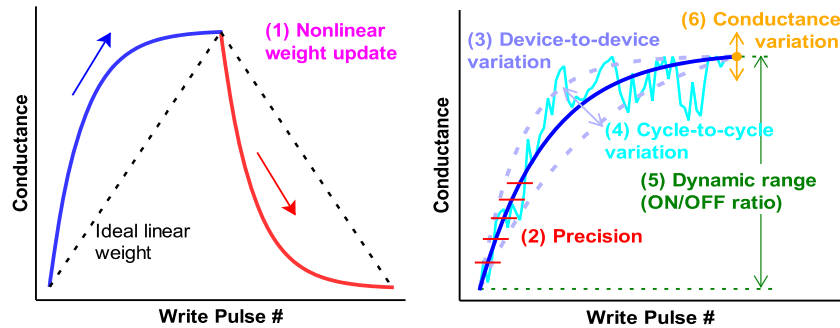 (1) Nonlinear
weight update
Ideal linear
weight
Conductance
Write Pulse #
(6) Conductance
variation
(3) Device-to-device
variation
(4) Cycle-to-cycle
variation
(5) Dynamic range
(ON/OFF ratio)
(2) Precision
Conductance
Write Pulse #